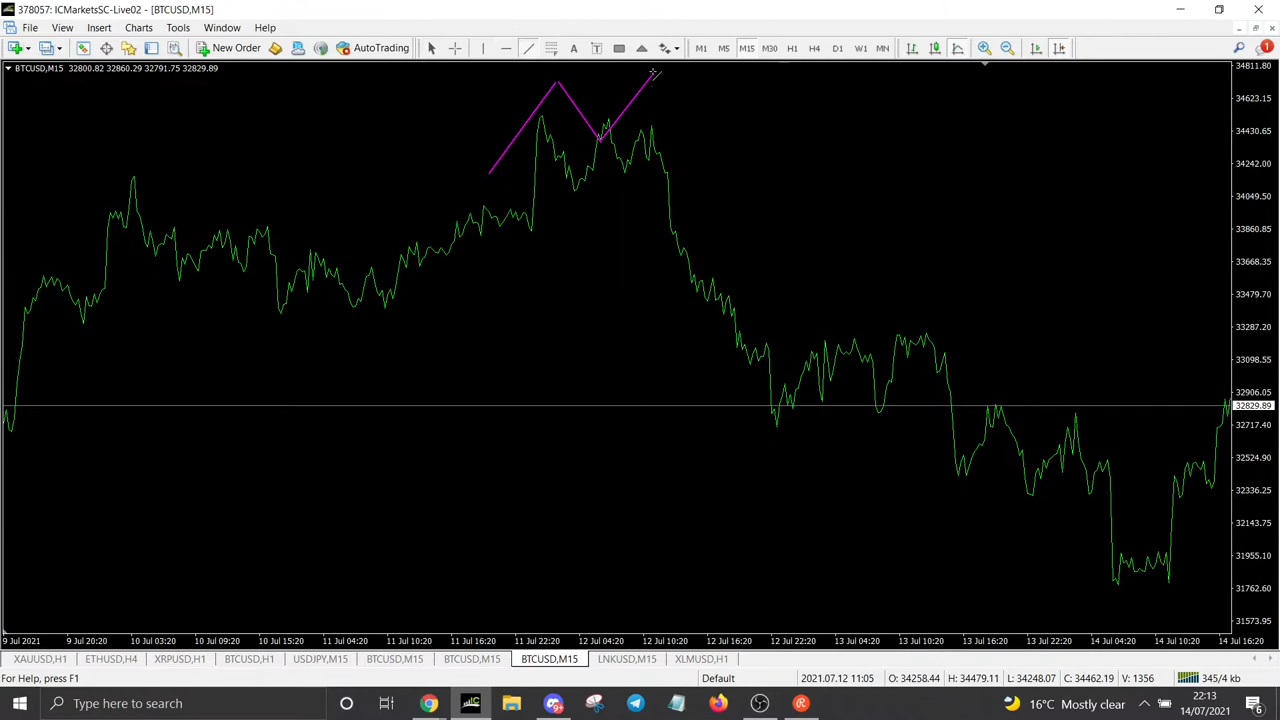 378057: ICMarketsSC-Live02 - [BTCUSD,M15]
File View Insert Charts Tools Window Help
New Order AutoTrading A T M1 M5 M15 M30 H1 H4 D1 W1 MN 1
BTCUSD,M15 32800.82 32860.29 32791.75 32829.89
34811.80
34623.15
34430.65
34242.00
34049.50
33860.85
33668.35
33479.70
33287.20
33098.55
32906.05
32829.89
32717.40
32524.90
32336.25
32143.75
31955.10
31762.60
31573.95
9 Jul 2021 9 Jul 20:20 10 Jul 03:20 10 Jul 09:20 10 Jul 15:20 10 Jul 22:20 11 Jul 04:20 11 Jul 10:20 11 Jul 16:20 11 Jul 22:20 12 Jul 04:20 12 Jul 10:20 12 Jul 16:20 12 Jul 22:20 13 Jul 04:20 13 Jul 10:20 13 Jul 16:20 13 Jul 22:20 14 Jul 04:20 14 Jul 10:20 14 Jul 16:20
XAUUSD,H1 ETHUSD,H4 XRPUSD,H1 BTCUSD,H1 USDJPY,M15 BTCUSD,M15 BTCUSD,M15 BTCUSD,M15 LNKUSD,M15 XLMUSD,H1
For Help, press F1 Default 2021.07.12 11:05 O: 34258.44 H: 34479.11 L: 34248.07 C: 34462.19 V: 1356 345/4 kb
Type here to search 16°C Mostly clear 22:13
14/07/2021 6